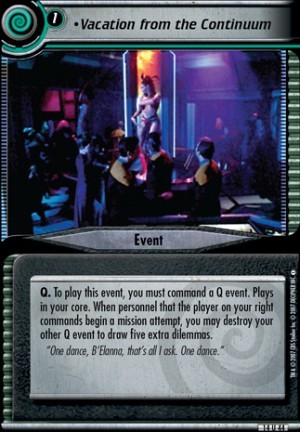 1
•Vacation from the Continuum
Event
Q. To play this event, you must command a Q event. Plays
in your core. When personnel that the player on your right
commands begin a mission attempt, you may destroy your
other Q event to draw five extra dilemmas.
"One dance, B'Elanna, that's all I ask. One dance."
14 U 44